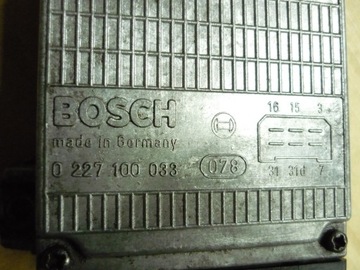 BOSCH
made in Germany
0 227 100 033 078
16 15 3
31 31d 7